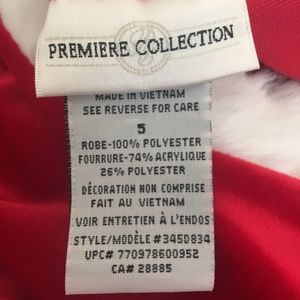 PREMIERE COLLECTION
MADE IN VIETNAM
SEE REVERSE FOR CARE
5
ROBE-100% POLYESTER
FOURRURE-74% ACRYLIQUE
26% POLYESTER
DÉCORATION NON COMPRISE
FAIT AU VIETNAM
VOIR ENTRETIEN À L'ENDOS
STYLE/MODÈLE #345D834
UPC# 770978600952
CA# 28885